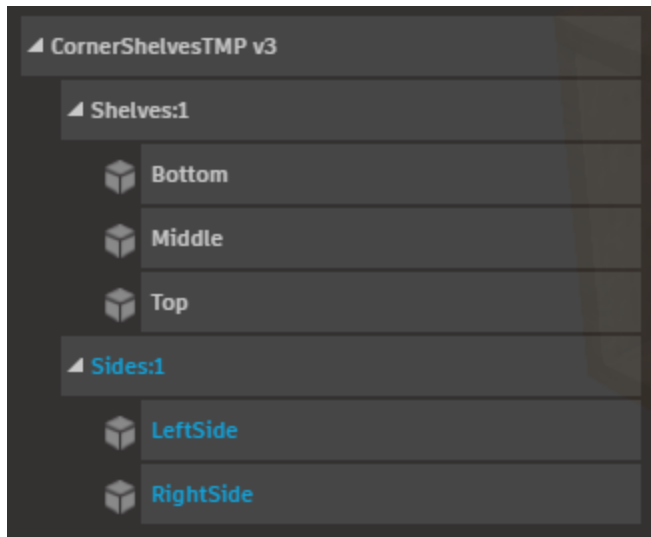 CornerShelvesTMP v3
Shelves:1
Bottom
Middle
Top
Sides:1
LeftSide
RightSide